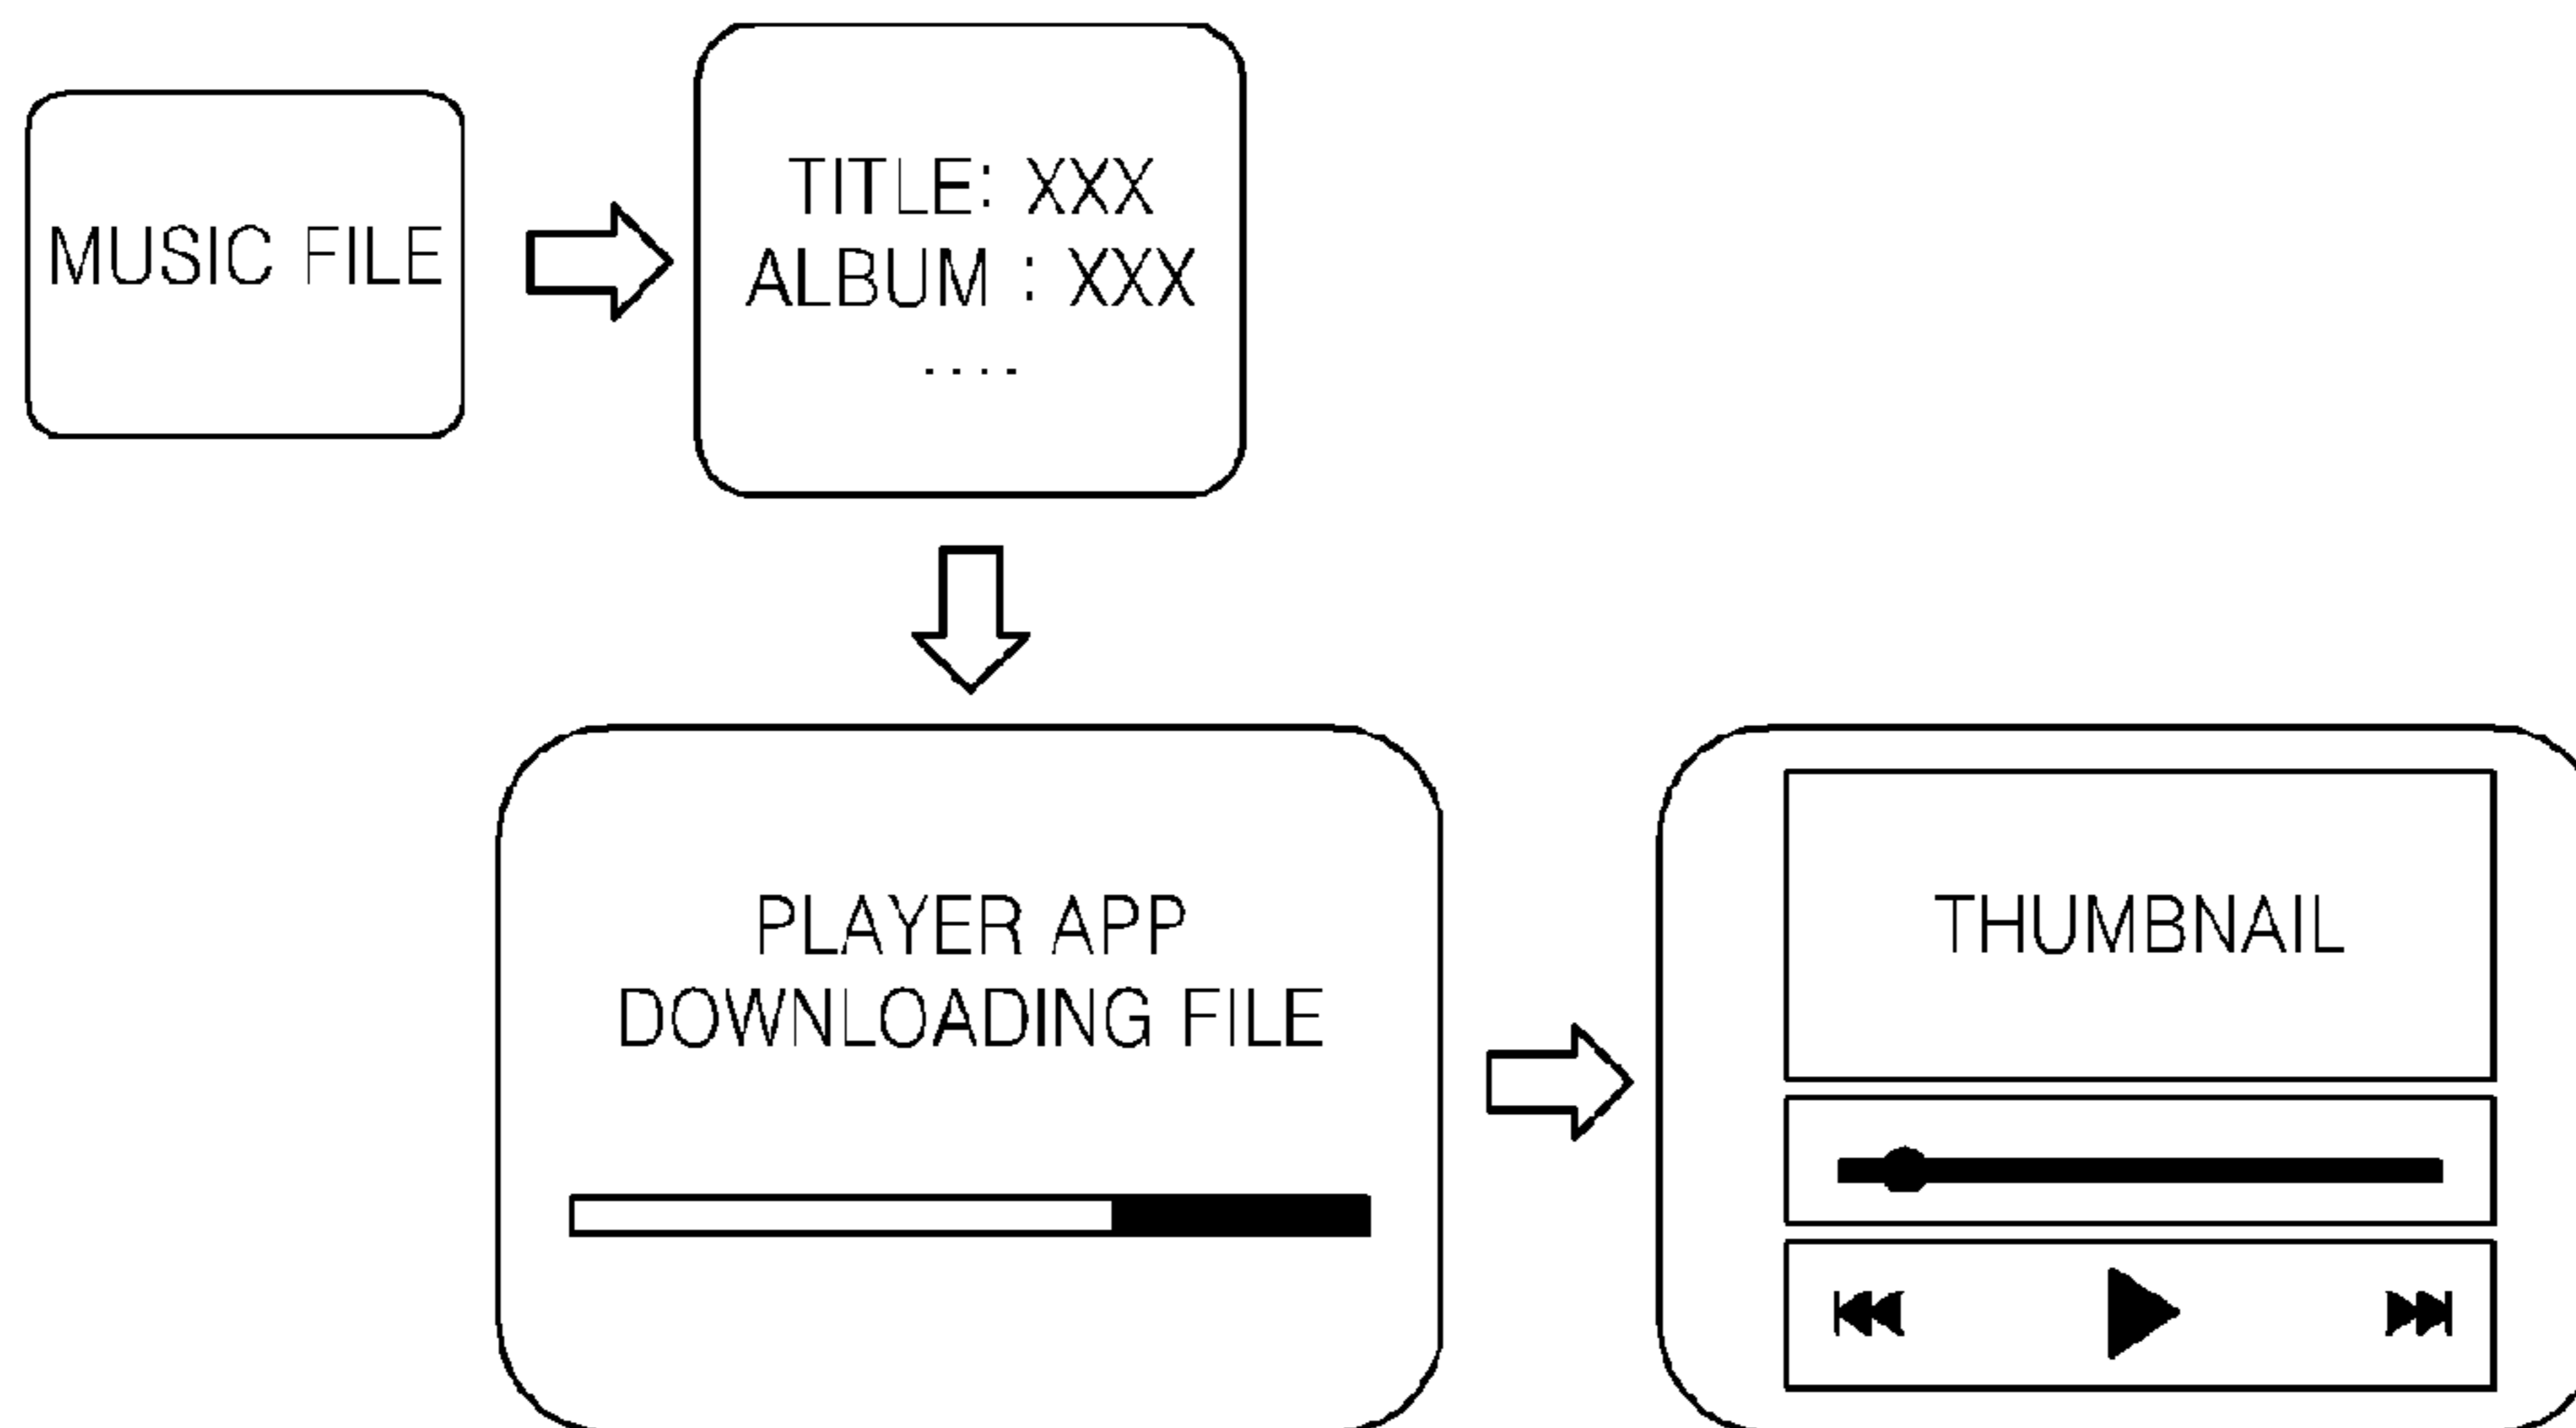 MUSIC FILE
TITLE: XXX
ALBUM : XXX
....
PLAYER APP
DOWNLOADING FILE
THUMBNAIL